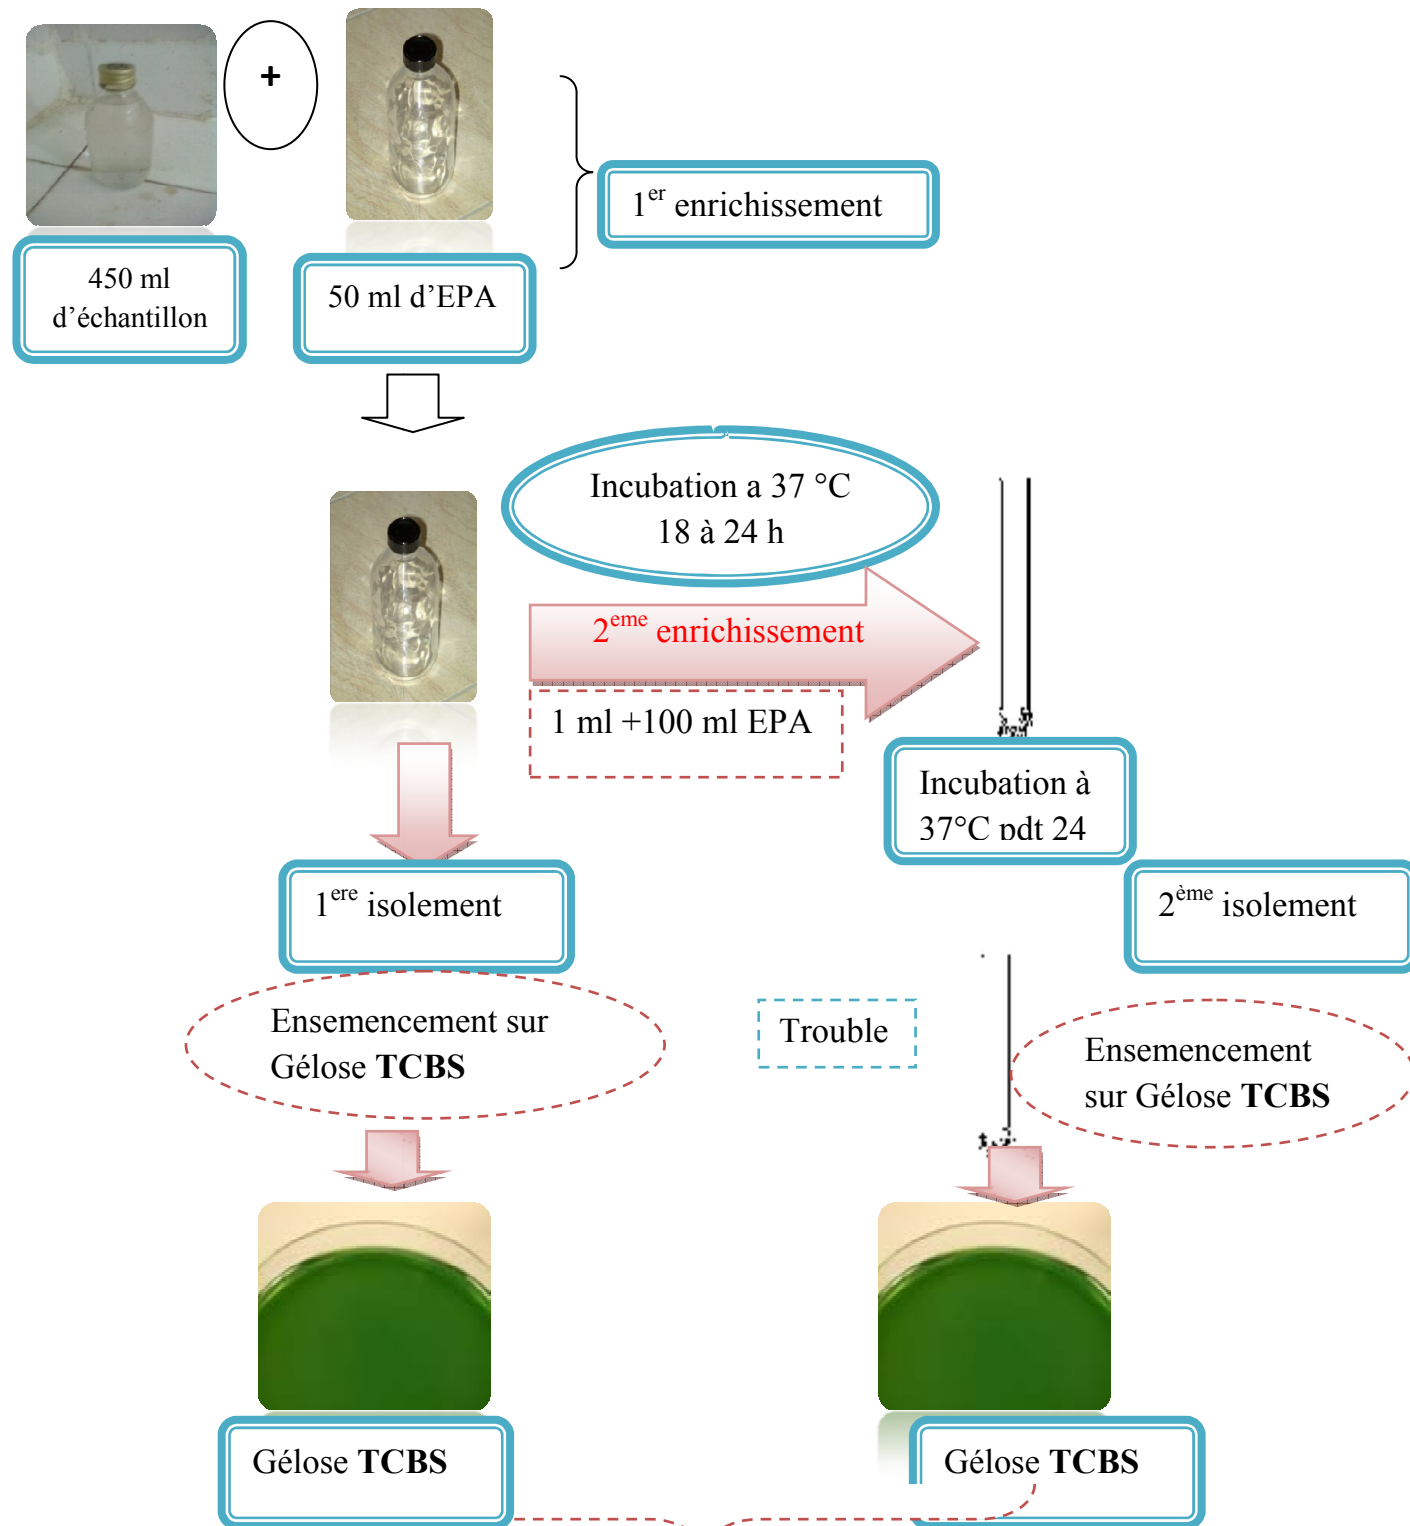 +
1er enrichissement
450 ml
d’échantillon
50 ml d’EPA
Incubation a 37 °C
18 à 24 h
2eme enrichissement
1 ml +100 ml EPA
Incubation à
37°C pdt 24
1ere isolement
2ème isolement
Ensemencement sur
Gélose TCBS
Trouble
Ensemencement
sur Gélose TCBS
Gélose TCBS
Gélose TCBS